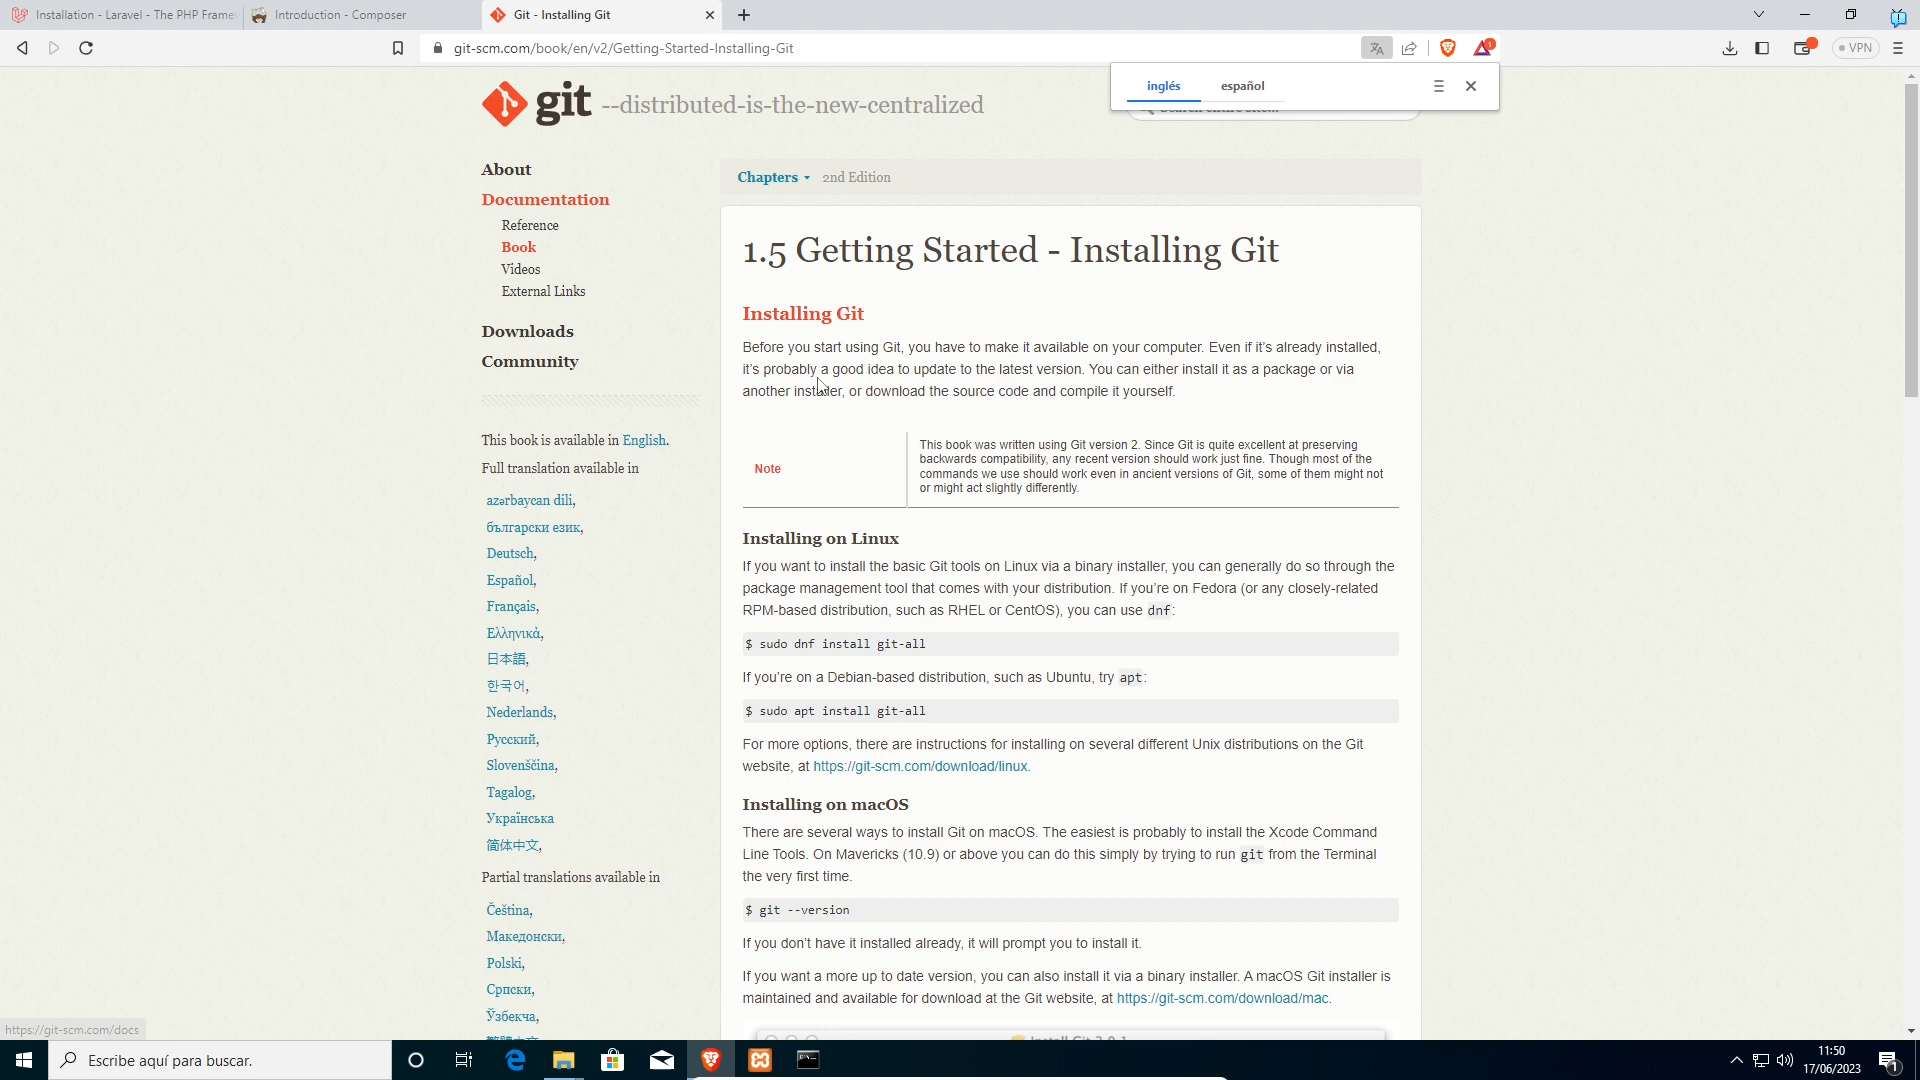 Installation - Laravel - The PHP Frame
Introduction - Composer
Git - Installing Git
git-scm.com/book/en/v2/Getting-Started-Installing-Git
1
VPN
inglés
español
git --distributed-is-the-new-centralized
About
Documentation
Reference
Book
Videos
External Links
Downloads
Community
This book is available in English.
Full translation available in
azərbaycan dili,
български език,
Deutsch,
Español,
Français,
Ελληνικά,
日本語,
한국어,
Nederlands,
Русский,
Slovenščina,
Tagalog,
Українська
简体中文,
Partial translations available in
Čeština,
Македонски,
Polski,
Српски,
Ўзбекча,
繁體中文,
Chapters 2nd Edition
1.5 Getting Started - Installing Git
Installing Git
Before you start using Git, you have to make it available on your computer. Even if it's already installed,
it's probably a good idea to update to the latest version. You can either install it as a package or via
another installer, or download the source code and compile it yourself.
Note
This book was written using Git version 2. Since Git is quite excellent at preserving
backwards compatibility, any recent version should work just fine. Though most of the
commands we use should work even in ancient versions of Git, some of them might not
or might act slightly differently.
Installing on Linux
If you want to install the basic Git tools on Linux via a binary installer, you can generally do so through the
package management tool that comes with your distribution. If you're on Fedora (or any closely-related
RPM-based distribution, such as RHEL or CentOS), you can use dnf:
$ sudo dnf install git-all
If you're on a Debian-based distribution, such as Ubuntu, try apt:
$ sudo apt install git-all
For more options, there are instructions for installing on several different Unix distributions on the Git
website, at https://git-scm.com/download/linux.
Installing on macOS
There are several ways to install Git on macOS. The easiest is probably to install the Xcode Command
Line Tools. On Mavericks (10.9) or above you can do this simply by trying to run git from the Terminal
the very first time.
$ git --version
If you don't have it installed already, it will prompt you to install it.
If you want a more up to date version, you can also install it via a binary installer. A macOS Git installer is
maintained and available for download at the Git website, at https://git-scm.com/download/mac.
https://git-scm.com/docs
Escribe aquí para buscar.
11:50
17/06/2023
1